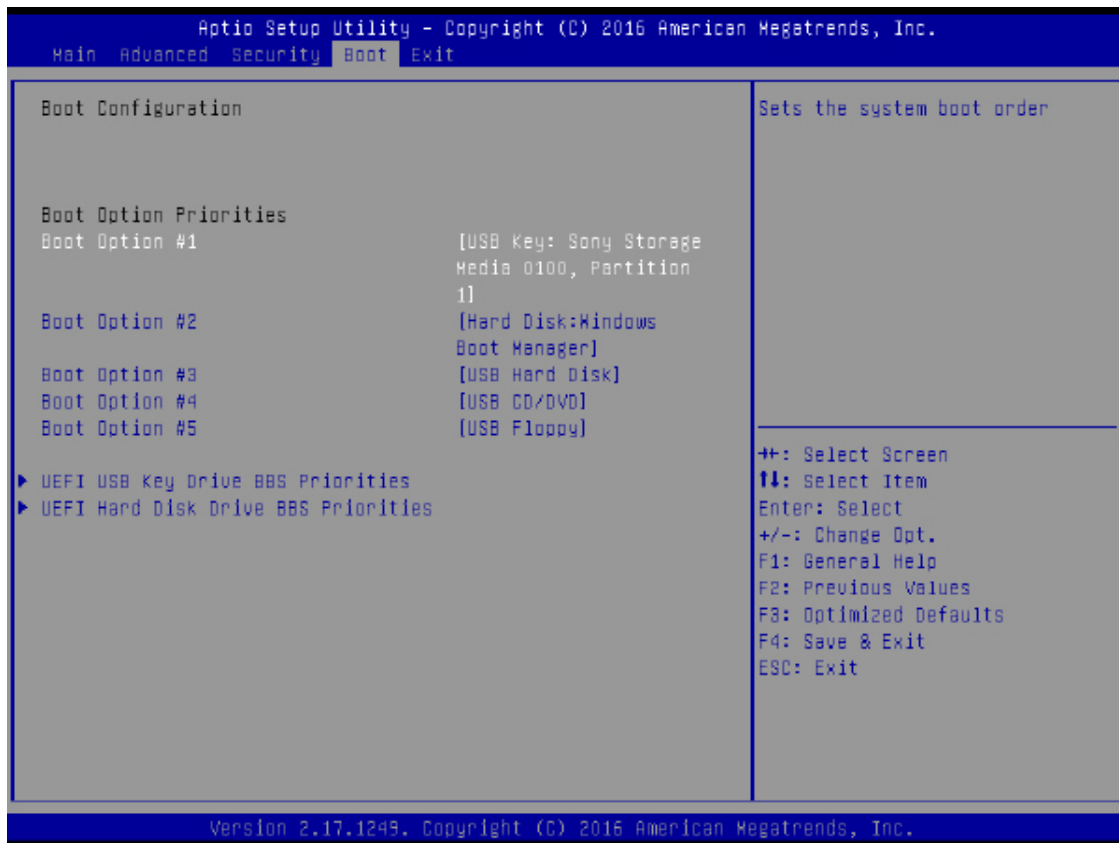 Aptio Setup Utility - Copyright (C) 2016 American Megatrends, Inc.
Main Advanced Security Boot Exit
Boot Configuration
Sets the system boot order
Boot Option Priorities
Boot Option #1 [USB Key: Sony Storage
Media 0100, Partition
1]
Boot Option #2 [Hard Disk:Windows
Boot Manager]
Boot Option #3 [USB Hard Disk]
Boot Option #4 [USB CD/DVD]
Boot Option #5 [USB Floppy]
UEFI USB Key Drive BBS Priorities
UEFI Hard Disk Drive BBS Priorities
→←: Select Screen
↑↓: Select Item
Enter: Select
+/-: Change Opt.
F1: General Help
F2: Previous Values
F3: Optimized Defaults
F4: Save & Exit
ESC: Exit
Version 2.17.1249. Copyright (C) 2016 American Megatrends, Inc.